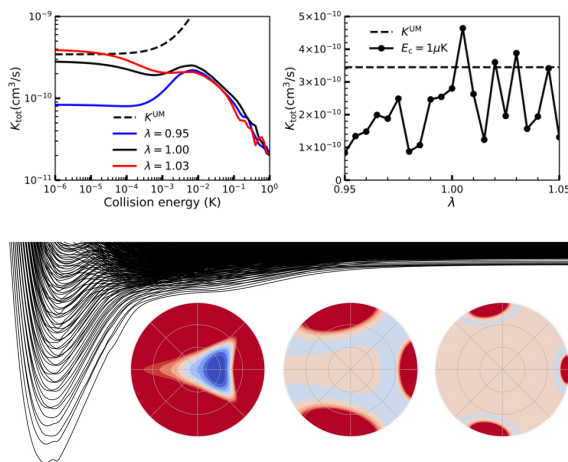 10⁻⁹
10⁻¹⁰
10⁻¹¹
K_tot(cm³/s)
K^UM
λ = 0.95
λ = 1.00
λ = 1.03
10⁻⁶ 10⁻⁵ 10⁻⁴ 10⁻³ 10⁻² 10⁻¹ 10⁰
Collision energy (K)
5×10⁻¹⁰
4×10⁻¹⁰
3×10⁻¹⁰
2×10⁻¹⁰
1×10⁻¹⁰
0
K_tot(cm³/s)
K^UM
E_c = 1μK
0.95 1.00 1.05
λ